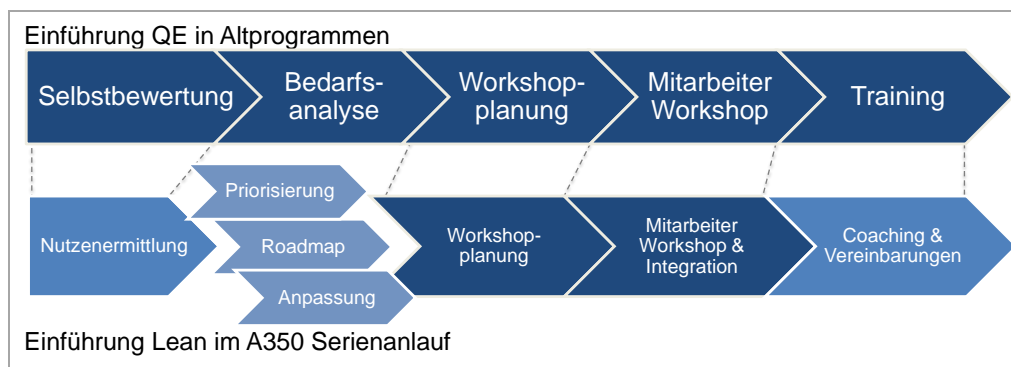 Einführung QE in Altprogrammen
Selbstbewertung
Bedarfs-
analyse
Workshop-
planung
Mitarbeiter
Workshop
Training
Nutzenermittlung
Priorisierung
Roadmap
Anpassung
Workshop-
planung
Mitarbeiter
Workshop &
Integration
Coaching &
Vereinbarungen
Einführung Lean im A350 Serienanlauf